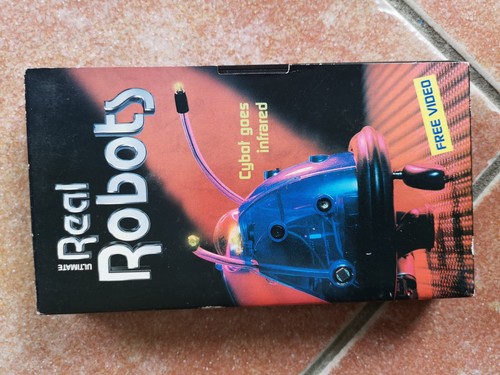 ULTIMATE
Real
Robots
Cybot goes
infrared
FREE VIDEO